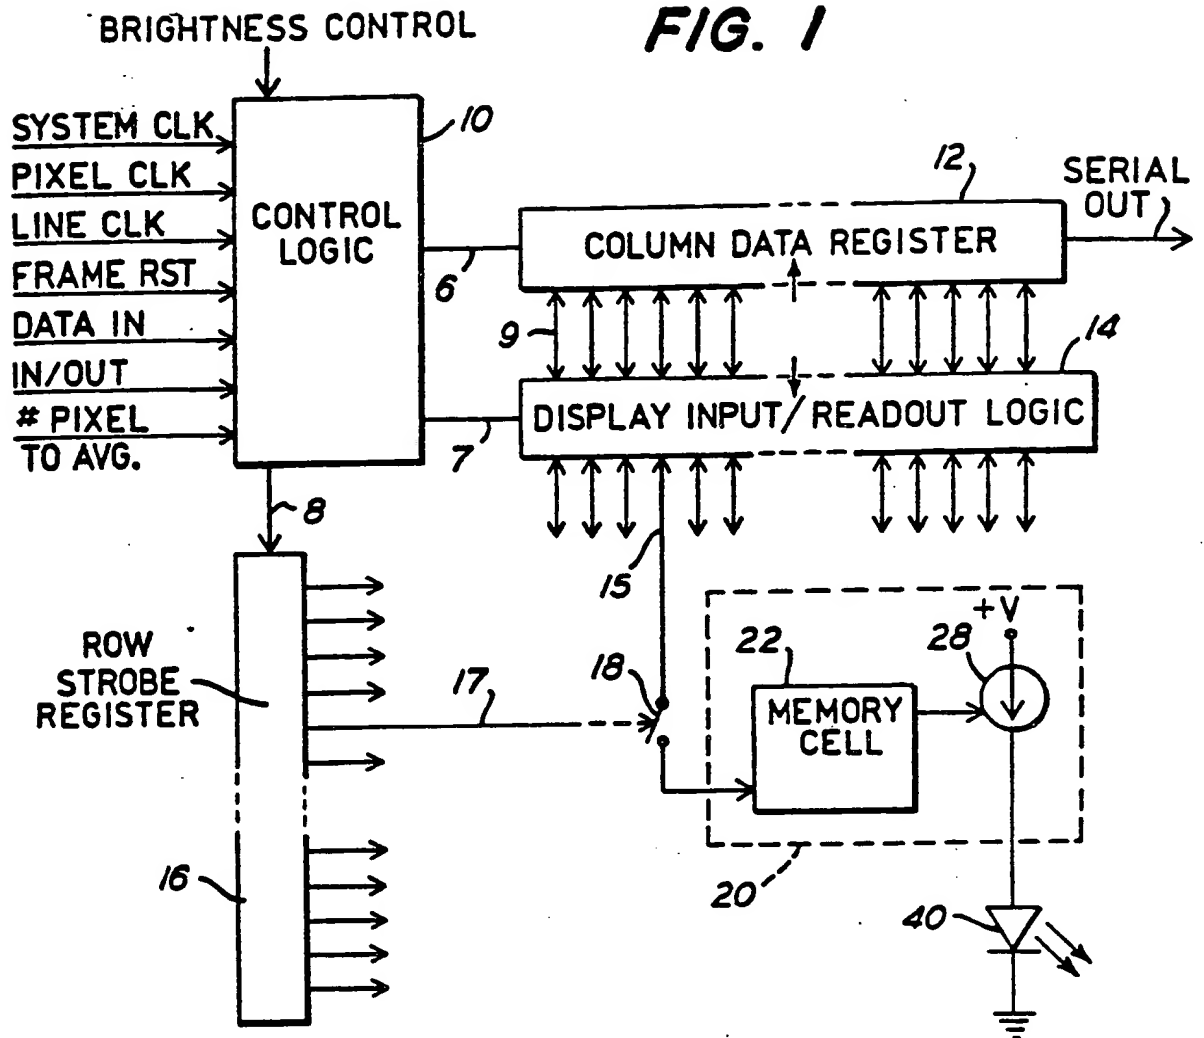 BRIGHTNESS CONTROL
FIG. 1
SYSTEM CLK
PIXEL CLK
LINE CLK
FRAME RST
DATA IN
IN/OUT
# PIXEL
TO AVG.
10
CONTROL
LOGIC
12
SERIAL
OUT
COLUMN DATA REGISTER
6
9
14
DISPLAY INPUT/READOUT LOGIC
7
8
15
ROW
STROBE
REGISTER
17
18
+V
22
28
MEMORY
CELL
16
20
40